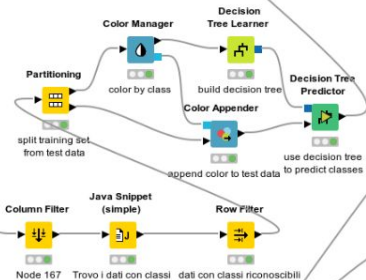 Decision
Tree Learner
Color Manager
Partitioning
color by class
build decision tree
Decision Tree
Predictor
Color Appender
split training set
from test data
append color to test data
use decision tree
to predict classes
Java Snippet
(simple)
Column Filter
Row Filter
Node 167
Trovo i dati con classi
dati con classi riconoscibili